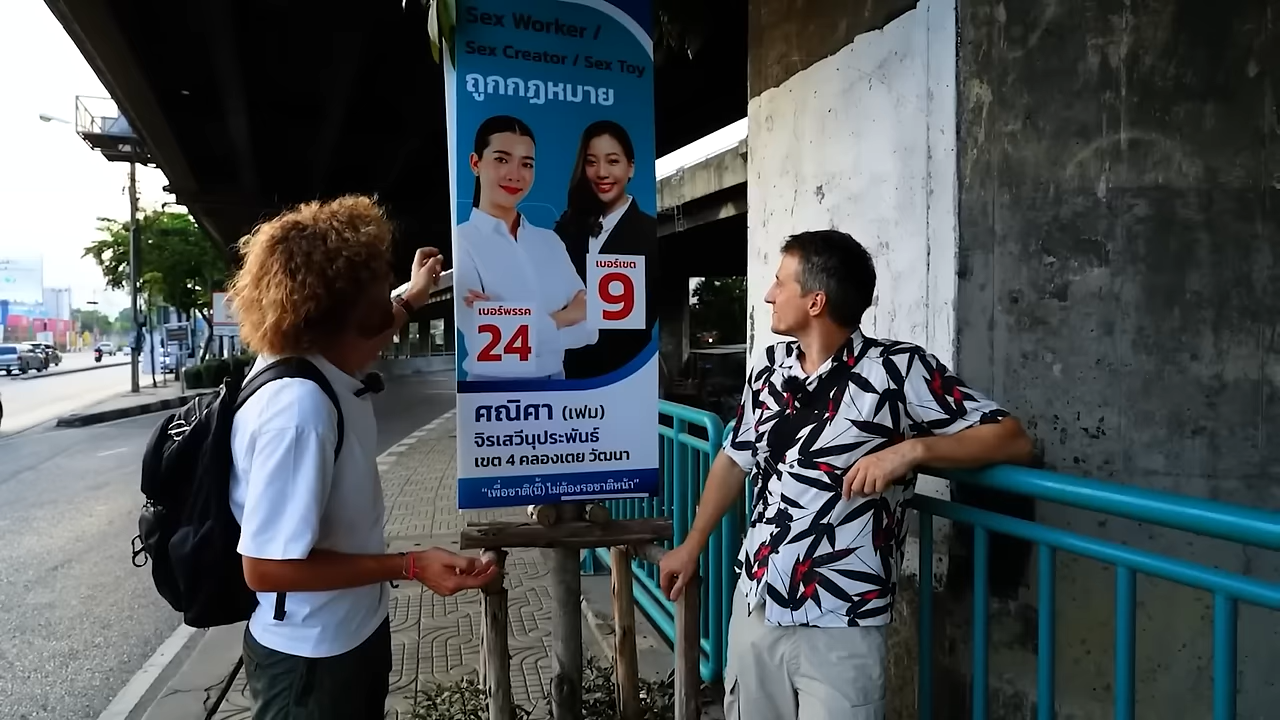 Sex Worker /
Sex Creator / Sex Toy
ถูกกฎหมาย
เบอร์เขต
9
เบอร์พรรค
24
ศณิศา (เฟม)
จิรเสวีนุประพันธ์
เขต 4 คลองเตย วัฒนา
“เพื่อชาติ(นี้) ไม่ต้องรอชาติหน้า”